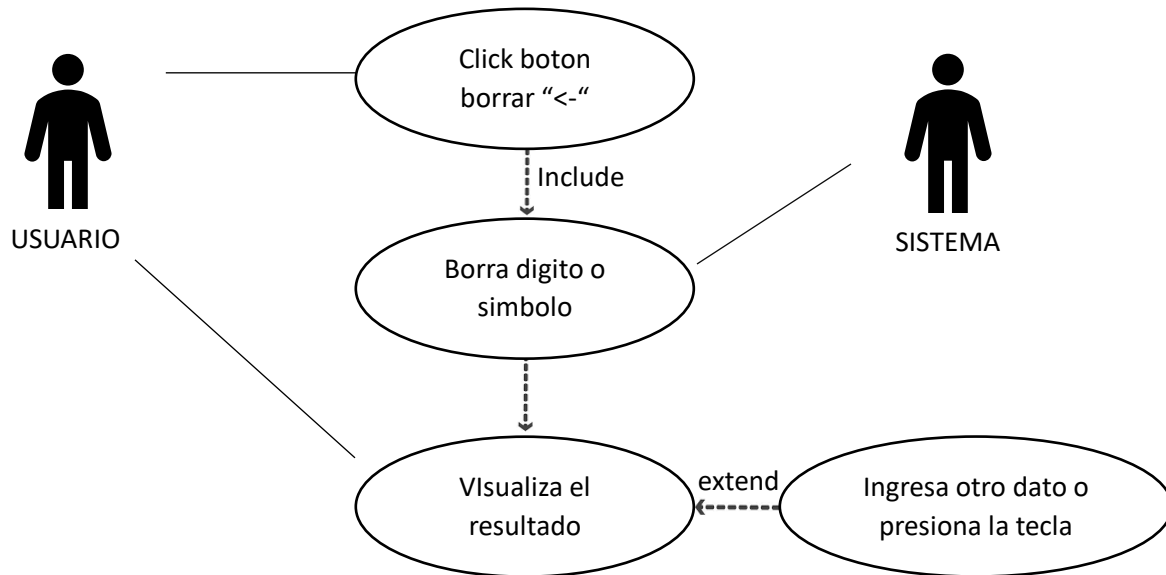 Click boton
borrar “<-“
Include
USUARIO
SISTEMA
Borra digito o
simbolo
VIsualiza el
resultado
extend
Ingresa otro dato o
presiona la tecla